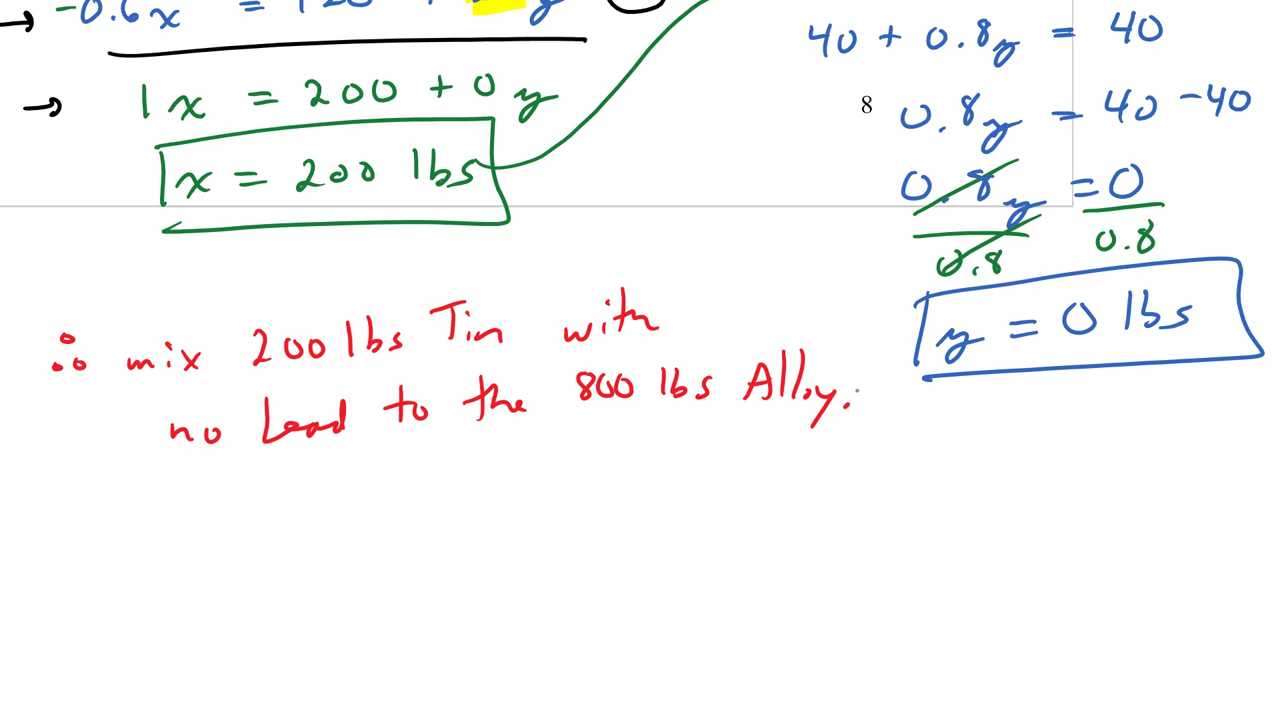 → -0.6x = 120 + y
→ 1x = 200 + 0y
x = 200 lbs
40 + 0.8y = 40
8
0.8y = 40 - 40
0.8y = 0
0.8 0.8
y = 0 lbs
∴ mix 200 lbs Tin with
no Lead to the 800 lbs Alloy.